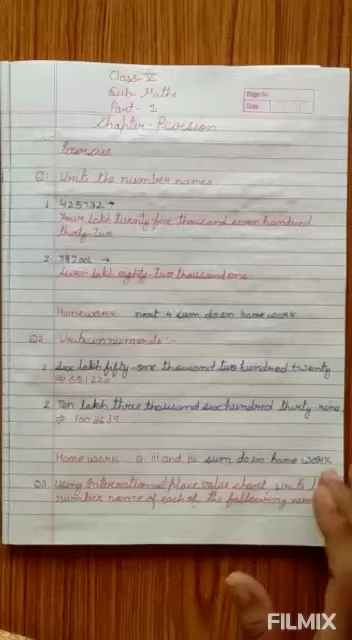 Class-V
Sub- Maths
Part- 1
Page No.
Date
Chapter- Revision
Exercise
Q1 Write the number names
1. 425732 →
Four lakh twenty five thousand seven hundred
thirty-Two
2. 782001 →
Seven lakh eighty-Two thousand one
Homework next 4 sum do in home work
Q2 Write in numerals :-
1. Six lakh fifty-one thousand two hundred twenty
⇒ 651220
2. Ten lakh three thousand six hundred thirty-nine
⇒ 1003639
Home work a iii and iv sum do in home work
Q3 Using International place value chart write
number name of each of the following
FILMIX